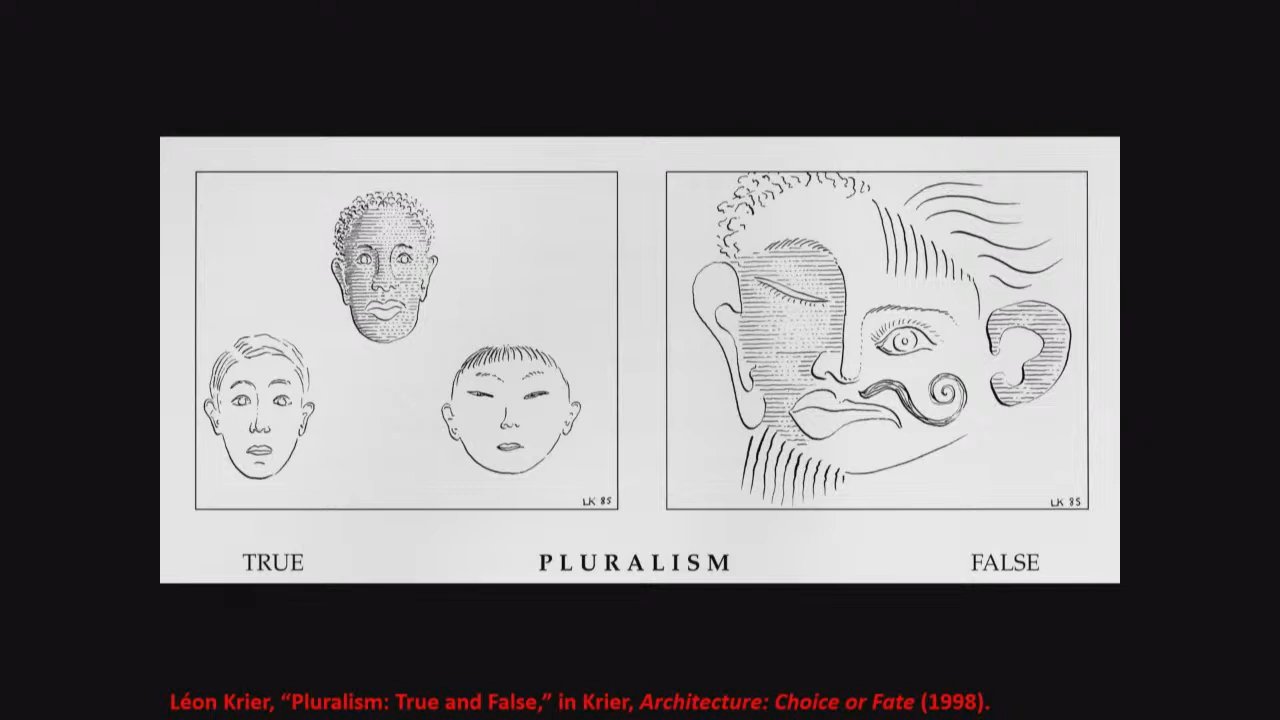 LK 85
LK 85
TRUE
PLURALISM
FALSE
Léon Krier, “Pluralism: True and False,” in Krier, Architecture: Choice or Fate (1998).